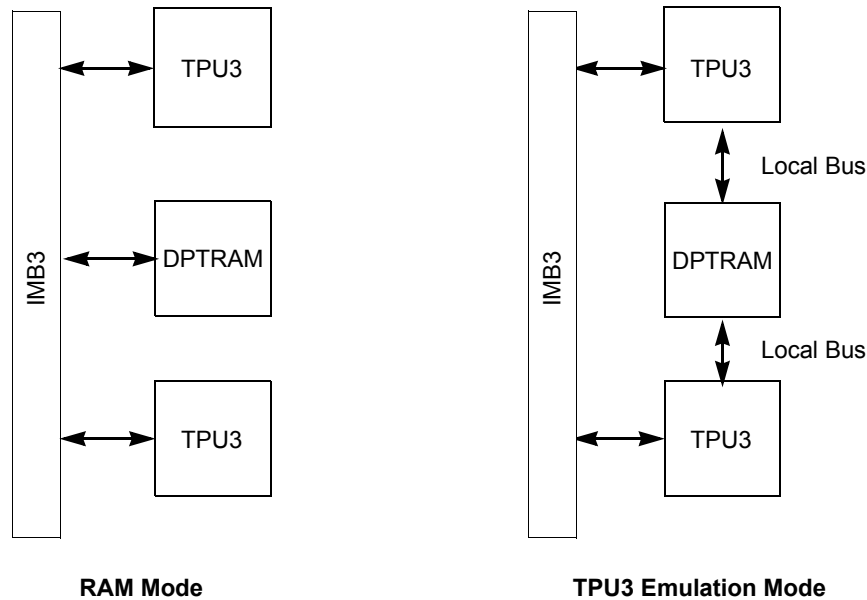 TPU3
IMB3
DPTRAM
TPU3
RAM Mode
TPU3
Local Bus
IMB3
DPTRAM
Local Bus
TPU3
TPU3 Emulation Mode